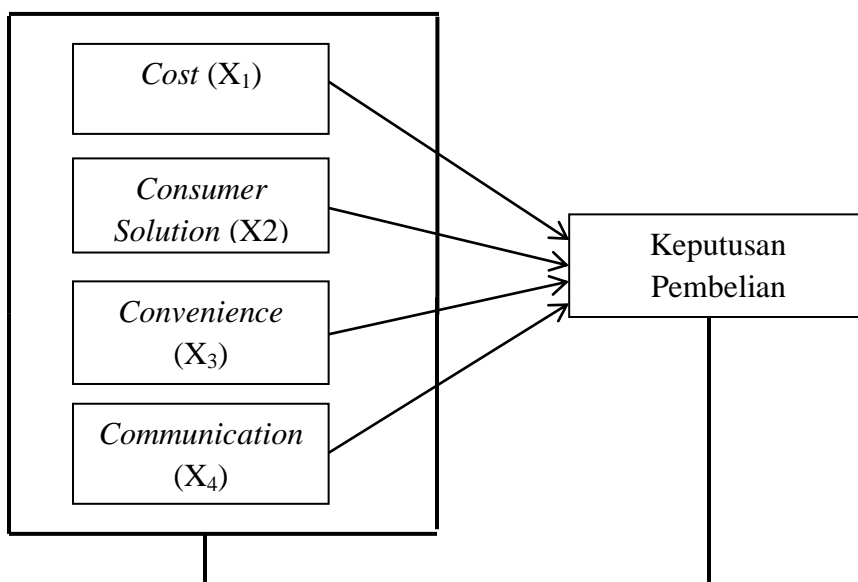 Cost (X₁)
Consumer
Solution (X2)
Convenience
(X₃)
Communication
(X₄)
Keputusan
Pembelian